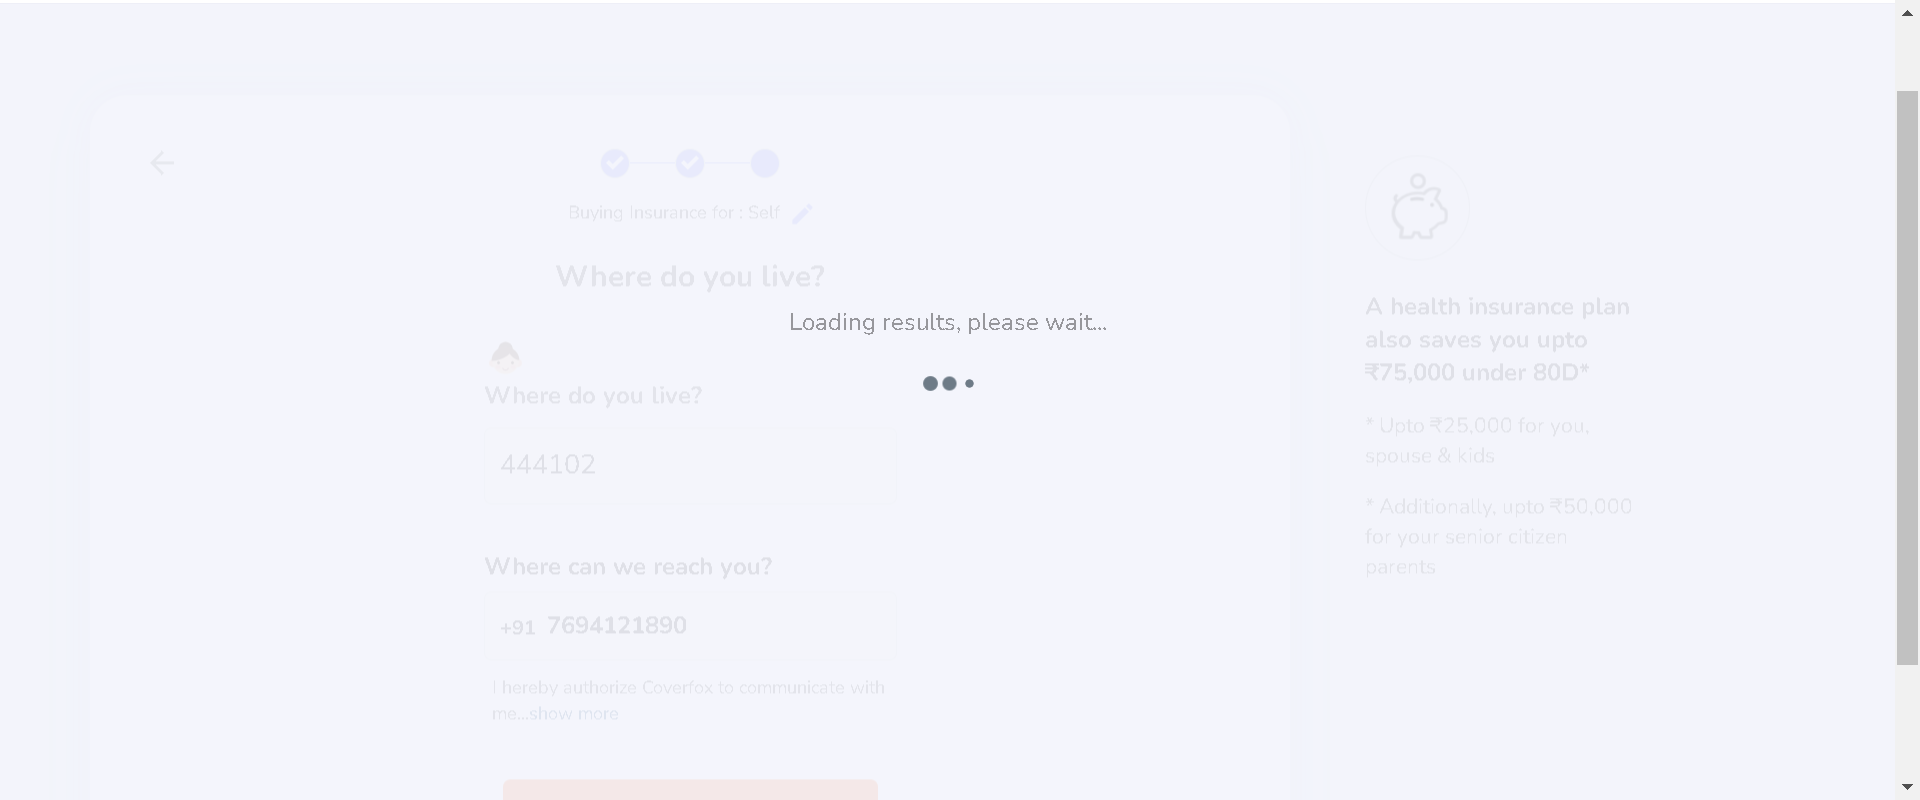 Buying Insurance for : Self
Where do you live?
Loading results, please wait...
Where do you live?
444102
Where can we reach you?
+91 7694121890
I hereby authorize Coverfox to communicate with
me...show more
A health insurance plan
also saves you upto
₹75,000 under 80D*
* Upto ₹25,000 for you,
spouse & kids
* Additionally, upto ₹50,000
for your senior citizen
parents